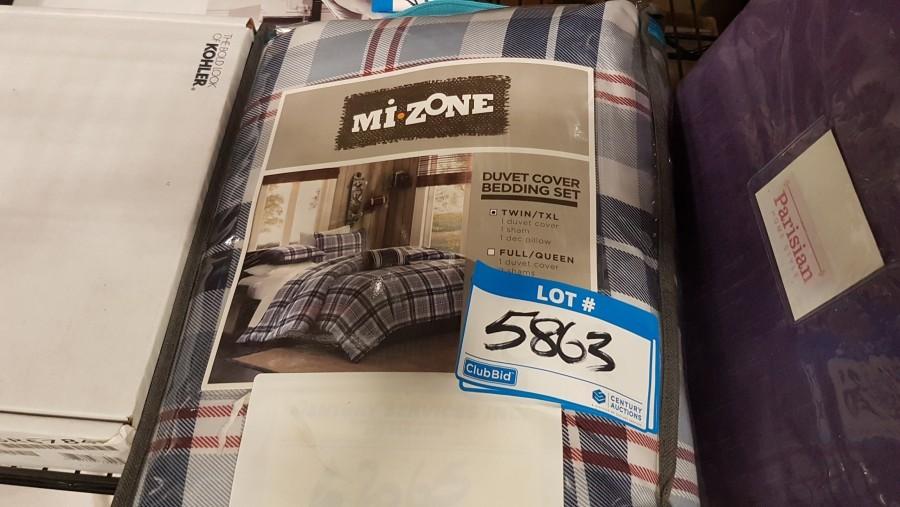 THE BOLD LOOK
OF KOHLER®
Mi·ZONE
DUVET COVER
BEDDING SET
TWIN/TXL
1 duvet cover
1 sham
1 dec pillow
FULL/QUEEN
1 duvet cover
shams
LOT #
5863
ClubBid
CENTURY
AUCTIONS
Parisian